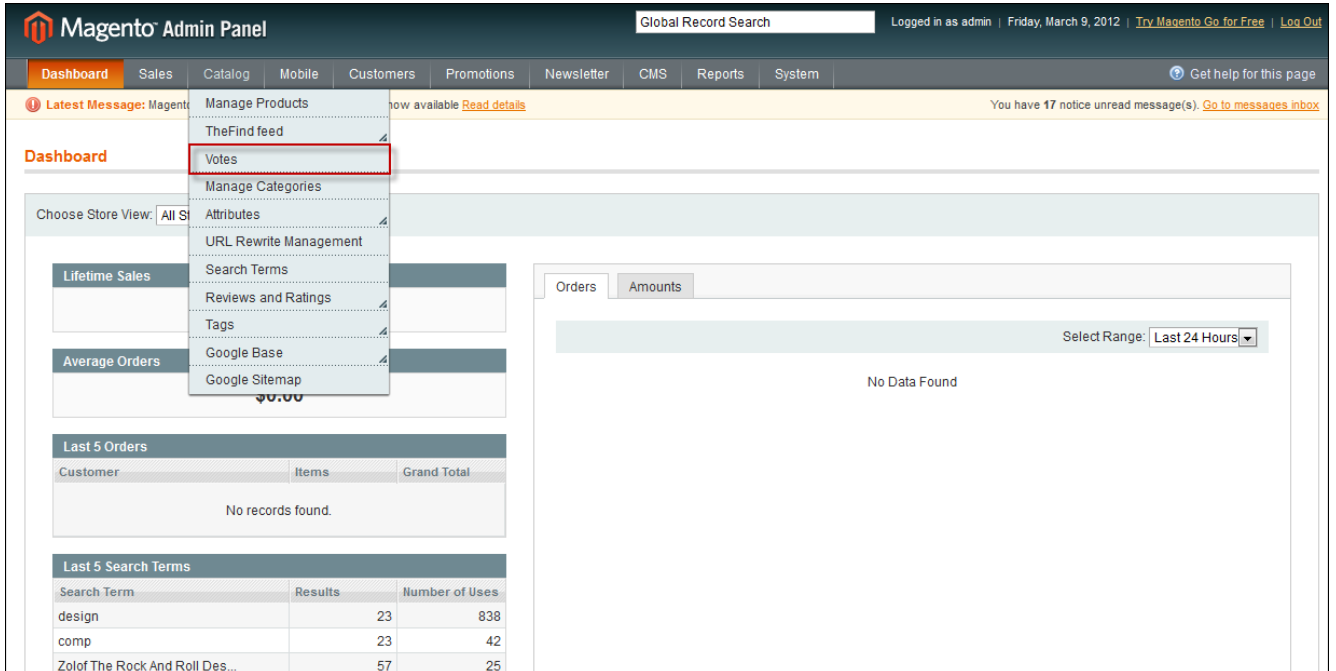 Magento Admin Panel
Global Record Search
Logged in as admin | Friday, March 9, 2012 | Try Magento Go for Free | Log Out
Dashboard Sales Catalog Mobile Customers Promotions Newsletter CMS Reports System Get help for this page
Latest Message: now available Read details You have 17 notice unread message(s). Go to messages inbox
Manage Products
TheFind feed
Votes
Manage Categories
Attributes
URL Rewrite Management
Search Terms
Reviews and Ratings
Tags
Google Base
Google Sitemap
Dashboard
Choose Store View: All
Lifetime Sales
Average Orders
$0.00
Last 5 Orders
Customer Items Grand Total
No records found.
Last 5 Search Terms
Search Term Results Number of Uses
design 23 838
comp 23 42
Zolof The Rock And Roll Des... 57 25
Orders Amounts
Select Range: Last 24 Hours
No Data Found